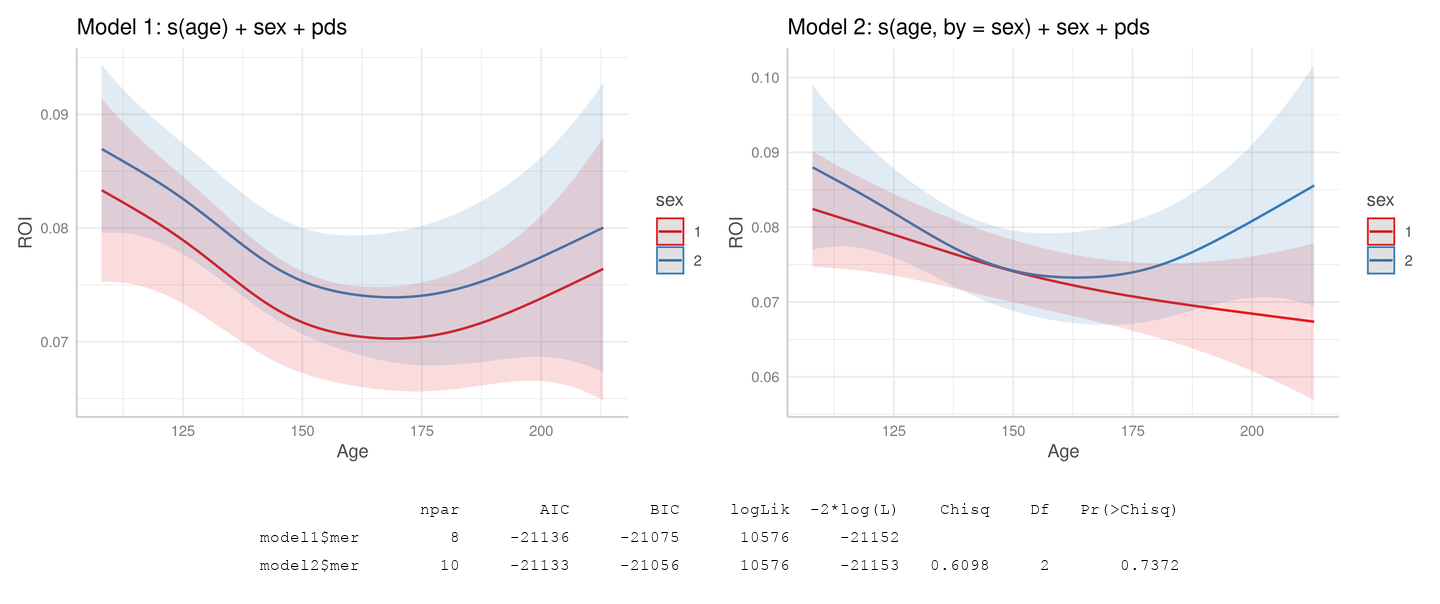 Model 1: s(age) + sex + pds
0.09
0.08
0.07
ROI
125 150 175 200
Age
sex
1
2
Model 2: s(age, by = sex) + sex + pds
0.10
0.09
0.08
0.07
0.06
ROI
125 150 175 200
Age
sex
1
2
npar AIC BIC logLik -2*log(L) Chisq Df Pr(>Chisq)
model1$mer 8 -21136 -21075 10576 -21152
model2$mer 10 -21133 -21056 10576 -21153 0.6098 2 0.7372